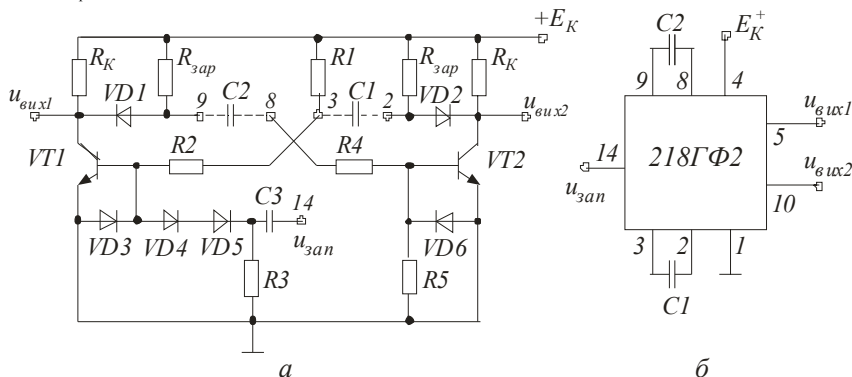 +E_K
R_K
R_зар
R1
R_зар
R_K
VD1
9
C2
8
3
C1
2
VD2
u_вих1
u_вих2
VT1
R2
R4
VT2
C3
14
VD3
VD4
VD5
u_зап
VD6
R3
R5
а
C2
E_K^+
9
8
4
u_вих1
14
218ГФ2
5
u_вих2
u_зап
10
3
2
1
C1
б